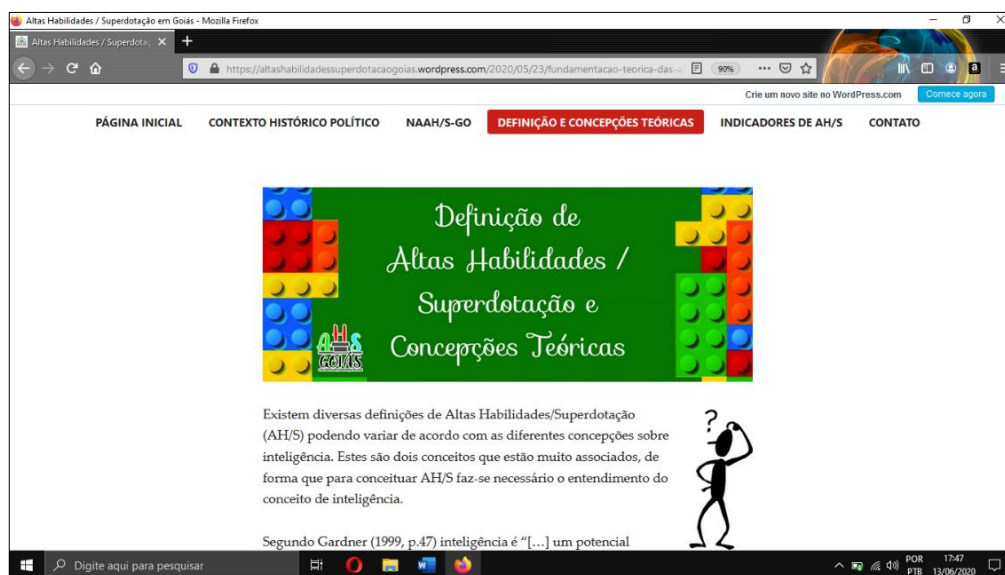 Altas Habilidades / Superdotação em Goiás - Mozilla Firefox
Altas Habilidades / Superdotaç
https://altashabilidadessuperdotacaogoias.wordpress.com/2020/05/23/fundamentacao-teorica-das-a
90%
Crie um novo site no WordPress.com
Comece agora
PÁGINA INICIAL CONTEXTO HISTÓRICO POLÍTICO NAAH/S-GO DEFINIÇÃO E CONCEPÇÕES TEÓRICAS INDICADORES DE AH/S CONTATO
Definição de
Altas Habilidades /
Superdotação e
Concepções Teóricas
AHS
GOIÁS
Existem diversas definições de Altas Habilidades/Superdotação
(AH/S) podendo variar de acordo com as diferentes concepções sobre
inteligência. Estes são dois conceitos que estão muito associados, de
forma que para conceituar AH/S faz-se necessário o entendimento do
conceito de inteligência.
?
Segundo Gardner (1999, p.47) inteligência é “[…] um potencial
Digite aqui para pesquisar
POR
PTB
17:47
13/06/2020